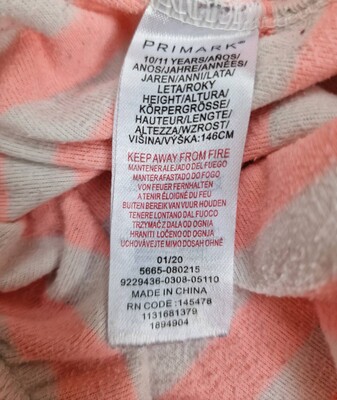 PRIMARK
10/11 YEARS/AÑOS/
AÑOS/JAHRE/ANNÉES/
JAREN/ANNI/LATA/
LETA/ROKY
HEIGHT/ALTURA/
KÖRPERGRÖSSE/
HAUTEUR/LENGTE/
ALTEZZA/WZROST/
VIŠINA/VÝŠKA:146CM
KEEP AWAY FROM FIRE
MANTENER ALEJADO DEL FUEGO
MANTER AFASTADO DO FOGO
VON FEUER FERNHALTEN
A TENIR ÉLOIGNÉ DU FEU
BUITEN BEREIK VAN VUUR HOUDEN
TENERE LONTANO DAL FUOCO
TRZYMAĆ Z DALA OD OGNIA
HRANITI LOČENO OD OGNJA
UCHOVÁVEJTE MIMO DOSAH OHNĚ
01/20
5665-080215
9229436-0308-05110
MADE IN CHINA
RN CODE : 145478
1131681379
1894904